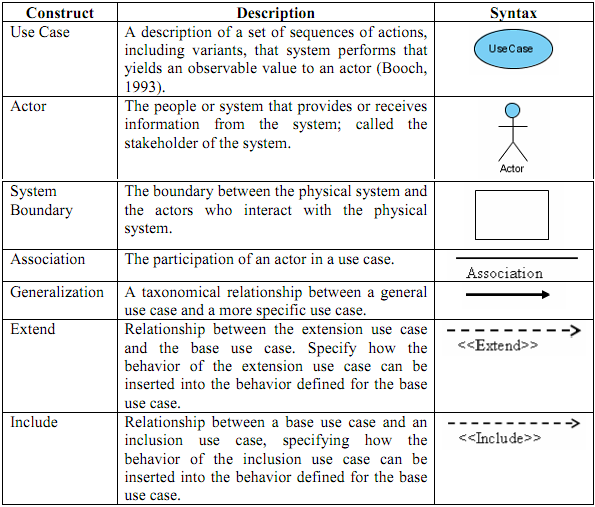 Construct Description Syntax
Use Case A description of a set of sequences of actions,
including variants, that system performs that
yields an observable value to an actor (Booch,
1993).
UseCase
Actor The people or system that provides or receives
information from the system; called the
stakeholder of the system.
Actor
System The boundary between the physical system and
Boundary the actors who interact with the physical
system.
Association The participation of an actor in a use case.
Association
Generalization A taxonomical relationship between a general
use case and a more specific use case.
Extend Relationship between the extension use case
and the base use case. Specify how the
behavior of the extension use case can be
inserted into the behavior defined for the base
use case.
<<Extend>>
Include Relationship between a base use case and an
inclusion use case, specifying how the
behavior of the inclusion use case can be
inserted into the behavior defined for the base
use case.
<<Include>>